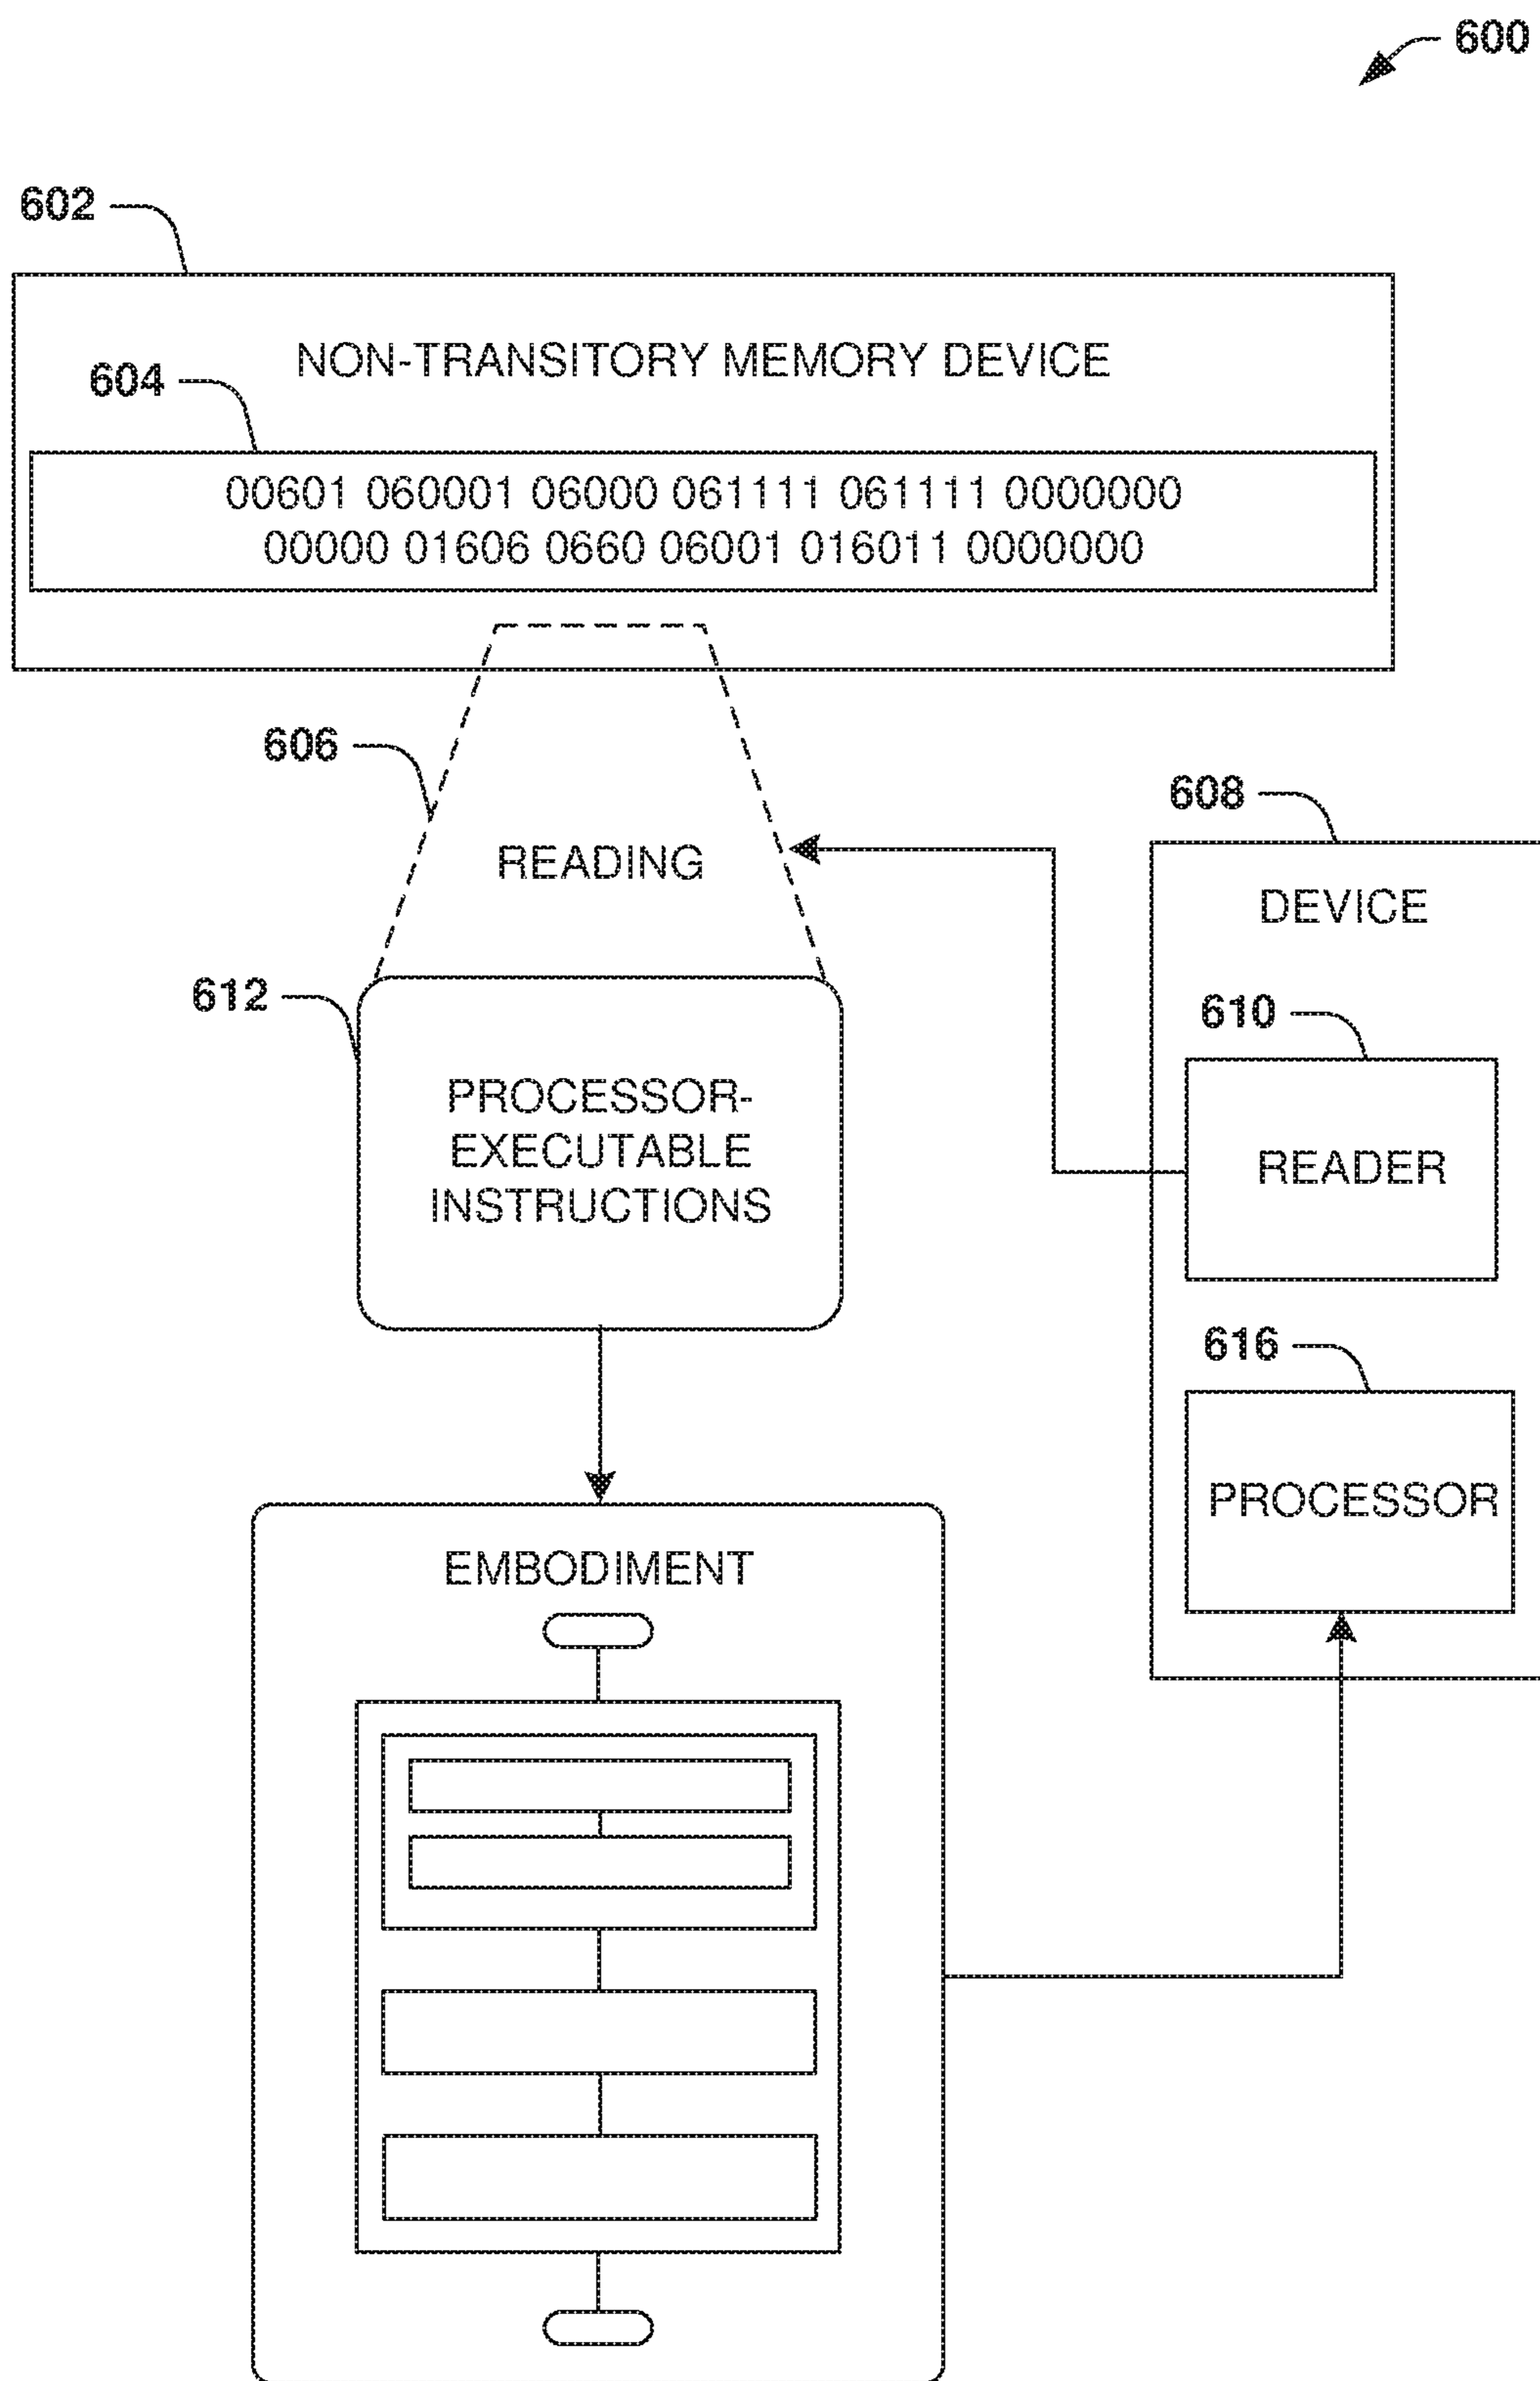 600
602
NON-TRANSITORY MEMORY DEVICE
604
00601 060001 06000 061111 061111 0000000
00000 01606 0660 06001 016011 0000000
606
READING
608
DEVICE
610
READER
612
PROCESSOR-
EXECUTABLE
INSTRUCTIONS
616
PROCESSOR
EMBODIMENT